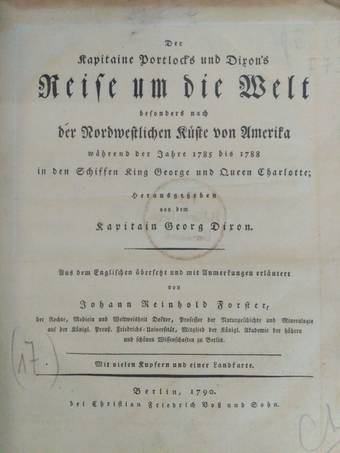 Der
Kapitaine Portlock's und Dixon's
Reise um die Welt
besonders nach
der Nordwestlichen Küste von Amerika
während der Jahre 1785 bis 1788
in den Schiffen King George und Queen Charlotte;
Herausgegeben
von dem
Kapitain Georg Dixon.
Aus dem Englischen übersetzt und mit Anmerkungen erläutert
von
Johann Reinhold Forster,
der Rechte, Medicin und Weltweisheit Doktor, Professor der Naturgeschichte und Mineralogie
auf der Königl. Preuß. Friedrichs-Universität, Mitglied der Königl. Akademie der höhern
und schönen Wissenschaften zu Berlin.
(17.)
Mit vielen Kupfern und einer Landkarte.
Berlin, 1790.
bei Christian Friedrich Voß und Sohn.